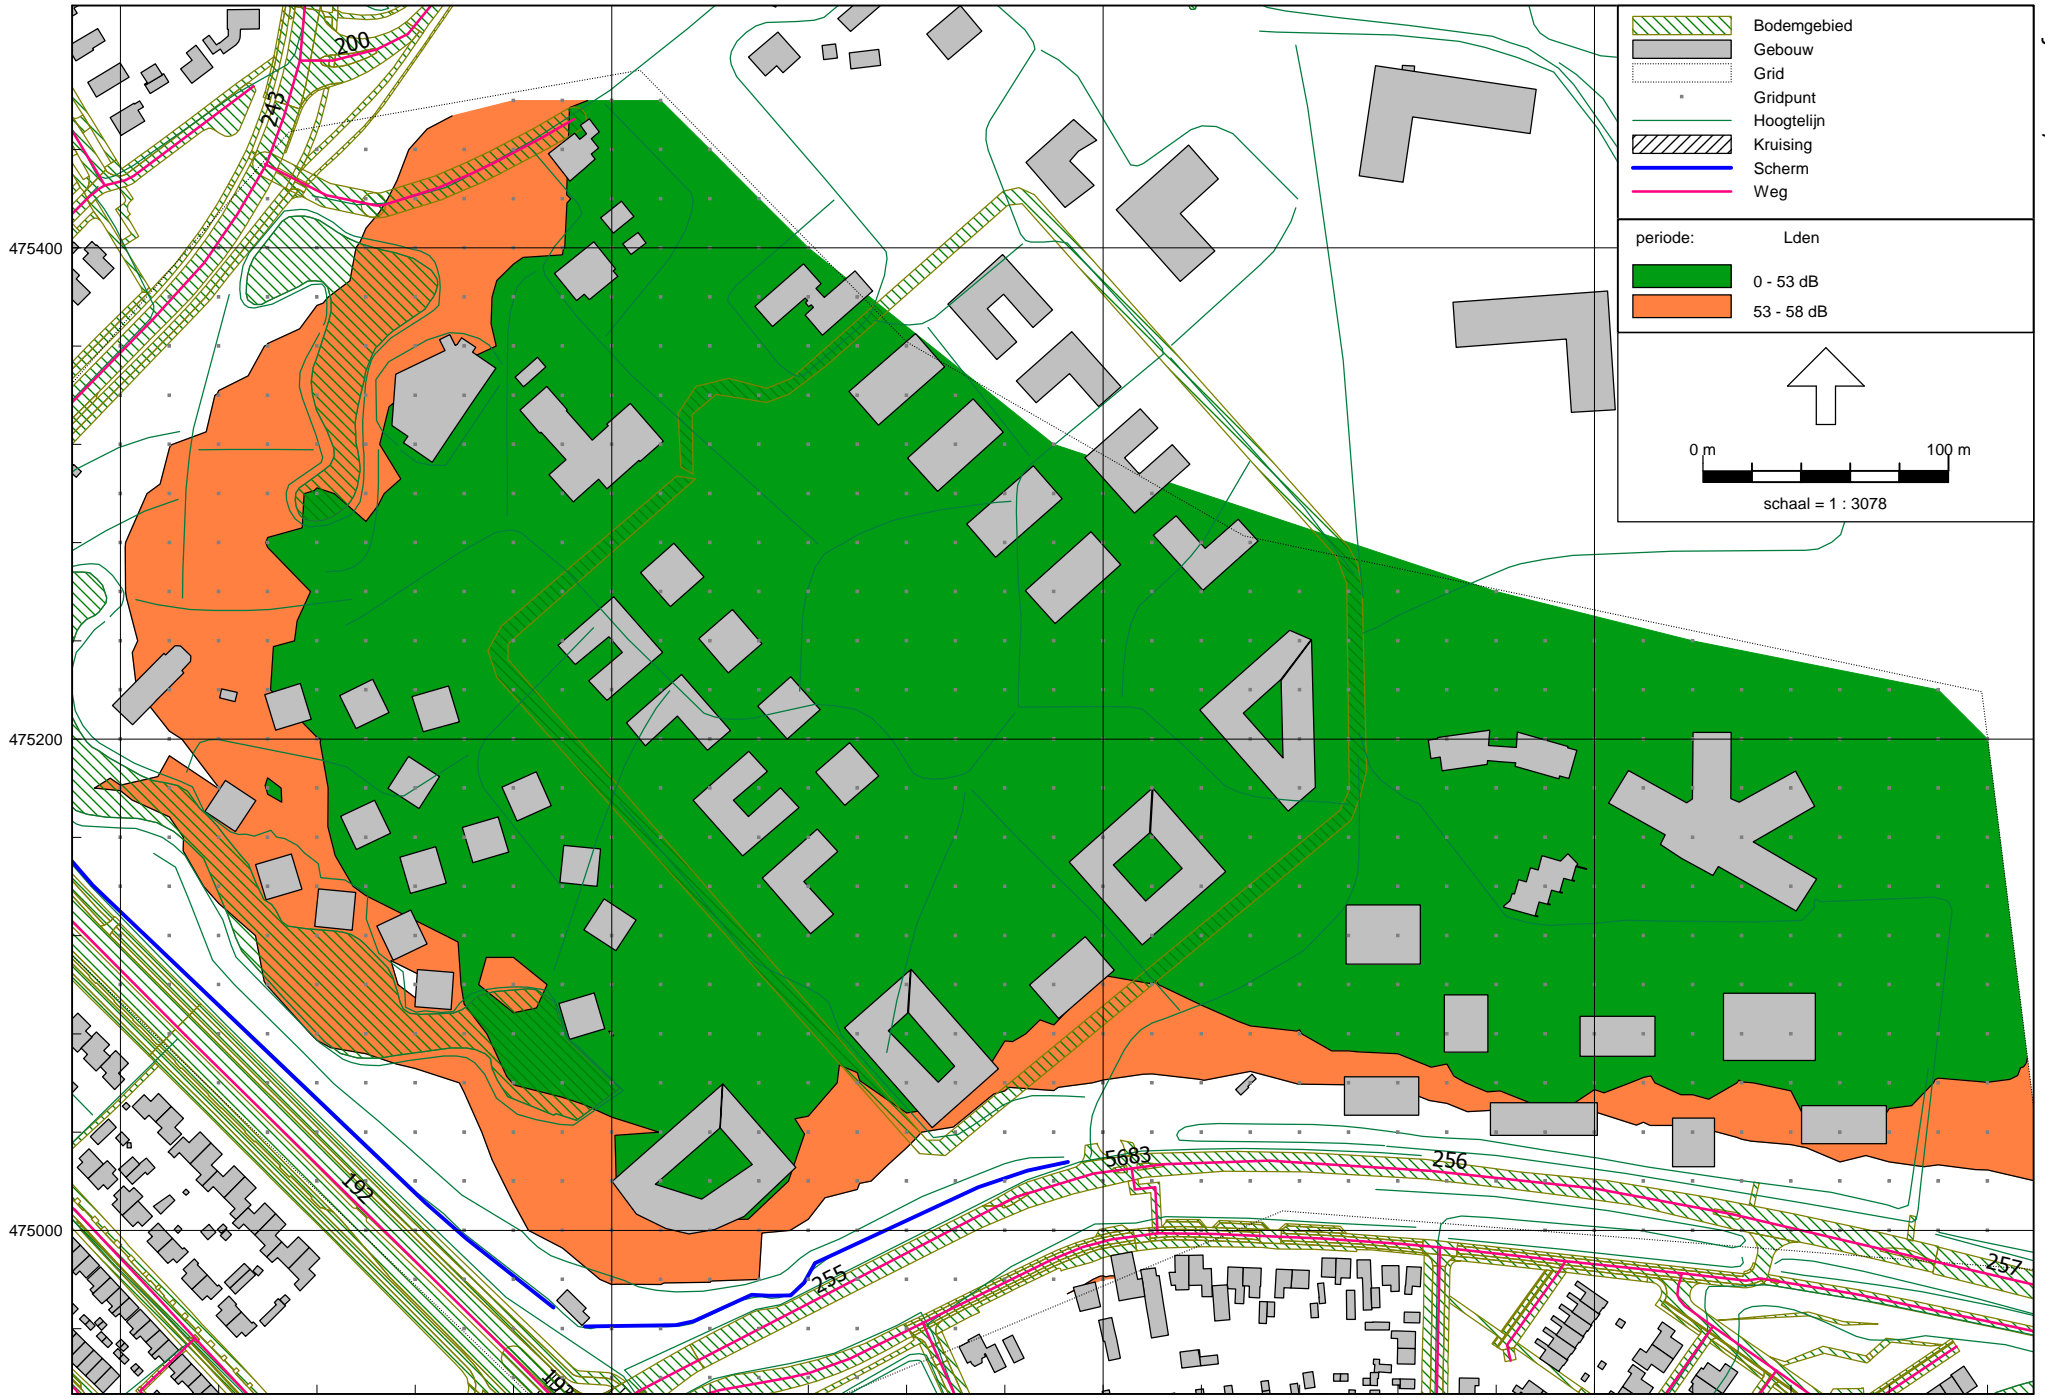 Bodemgebied
Gebouw
Grid
Gridpunt
Hoogtelijn
Kruising
Scherm
Weg
periode: Lden
0 - 53 dB
53 - 58 dB
0 m 100 m
schaal = 1 : 3078
200
243
475400
475200
475000
192
255
5683
256
257